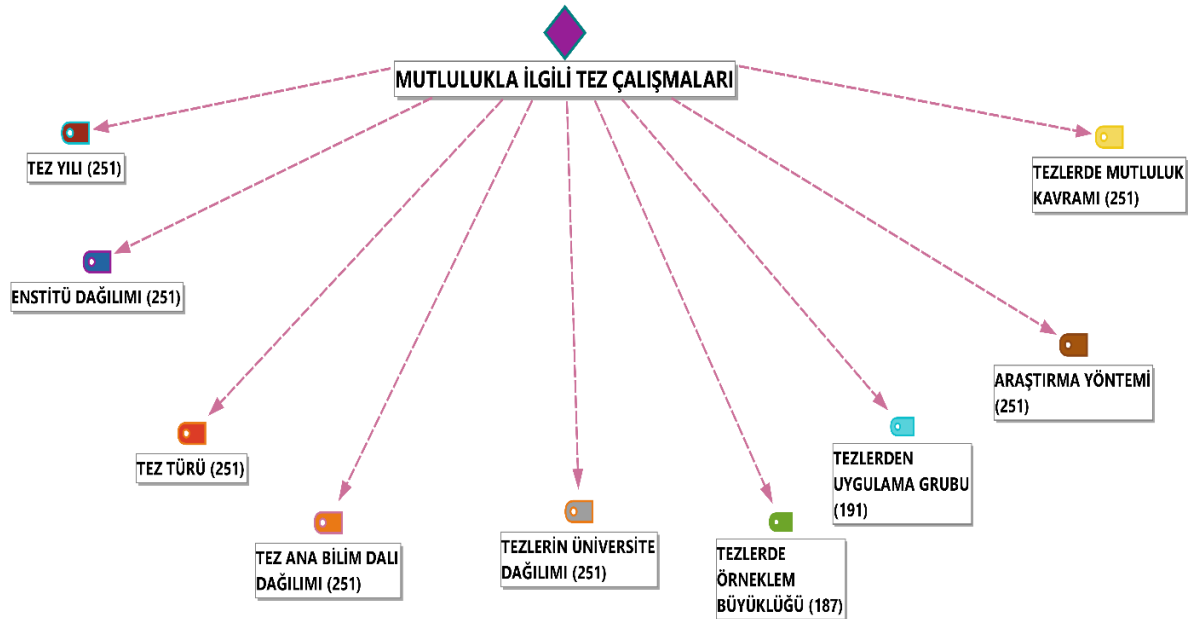 MUTLULUKLA İLGİLİ TEZ ÇALIŞMALARI
TEZ YILI (251)
TEZLERDE MUTLULUK
KAVRAMI (251)
ENSTİTÜ DAĞILIMI (251)
ARAŞTIRMA YÖNTEMİ
(251)
TEZ TÜRÜ (251)
TEZLERDEN
UYGULAMA GRUBU
(191)
TEZ ANA BİLİM DALI
DAĞILIMI (251)
TEZLERİN ÜNİVERSİTE
DAĞILIMI (251)
TEZLERDE
ÖRNEKLEM
BÜYÜKLÜĞÜ (187)